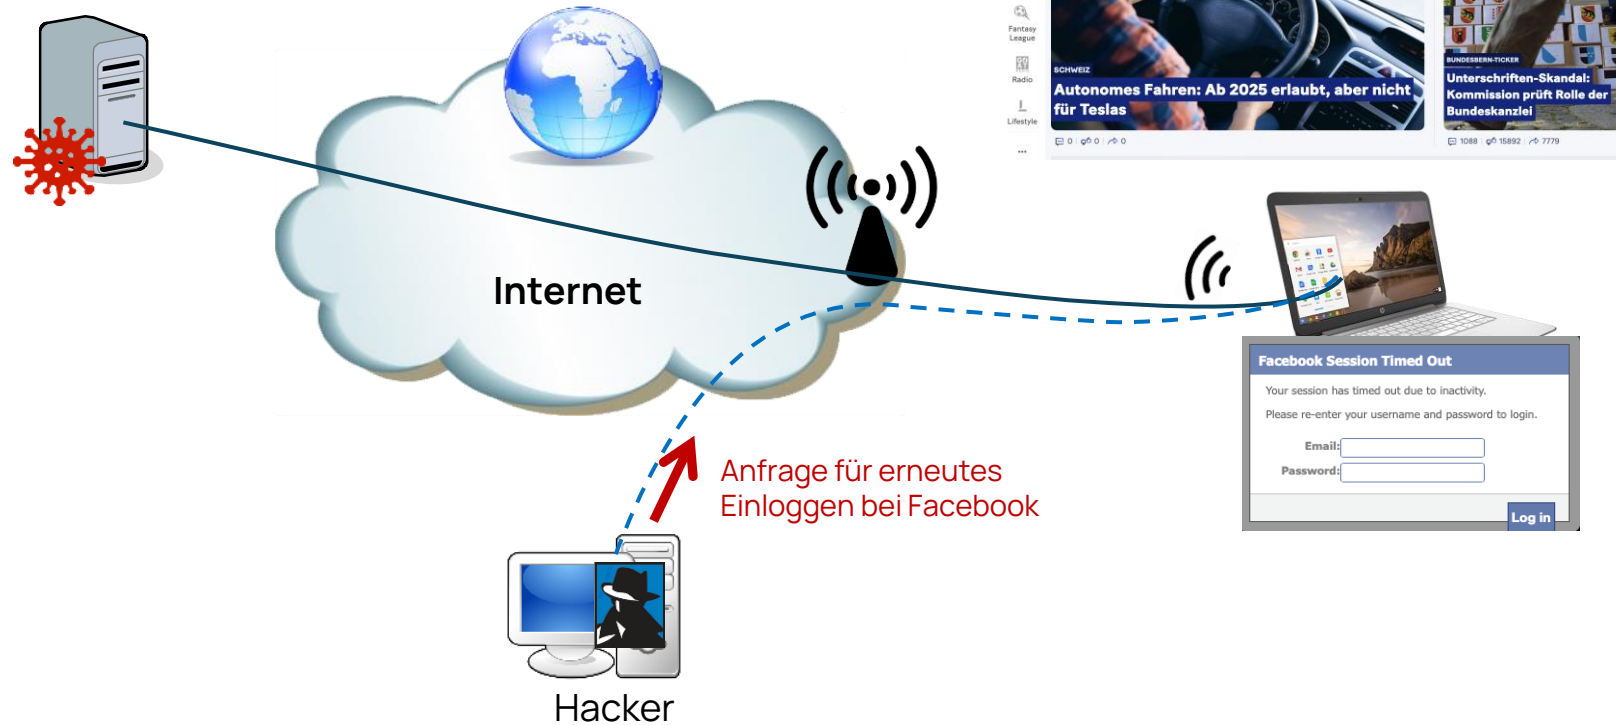 Fantasy
League
Radio
Lifestyle
...
SCHWEIZ
Autonomes Fahren: Ab 2025 erlaubt, aber nicht
für Teslas
0 0 0
BUNDESBERN-TICKER
Unterschriften-Skandal:
Kommission prüft Rolle der
Bundeskanzlei
1088 15892 7779
Internet
Facebook Session Timed Out
Your session has timed out due to inactivity.
Please re-enter your username and password to login.
Email:
Password:
Log in
Anfrage für erneutes
Einloggen bei Facebook
Hacker